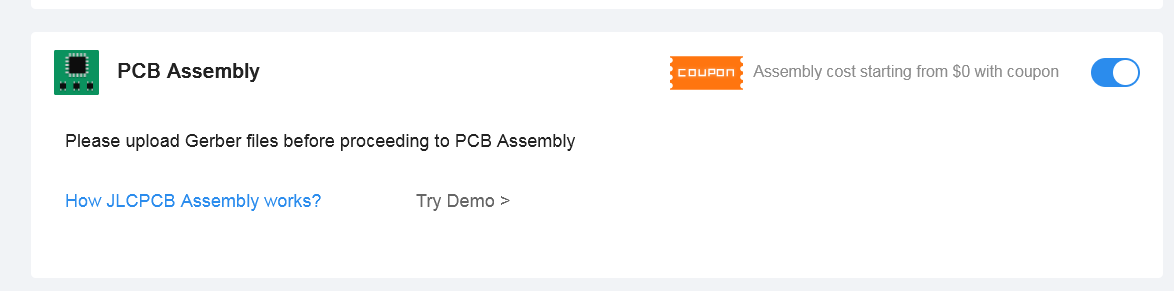 PCB Assembly
COUPON
Assembly cost starting from $0 with coupon
Please upload Gerber files before proceeding to PCB Assembly
How JLCPCB Assembly works?
Try Demo >